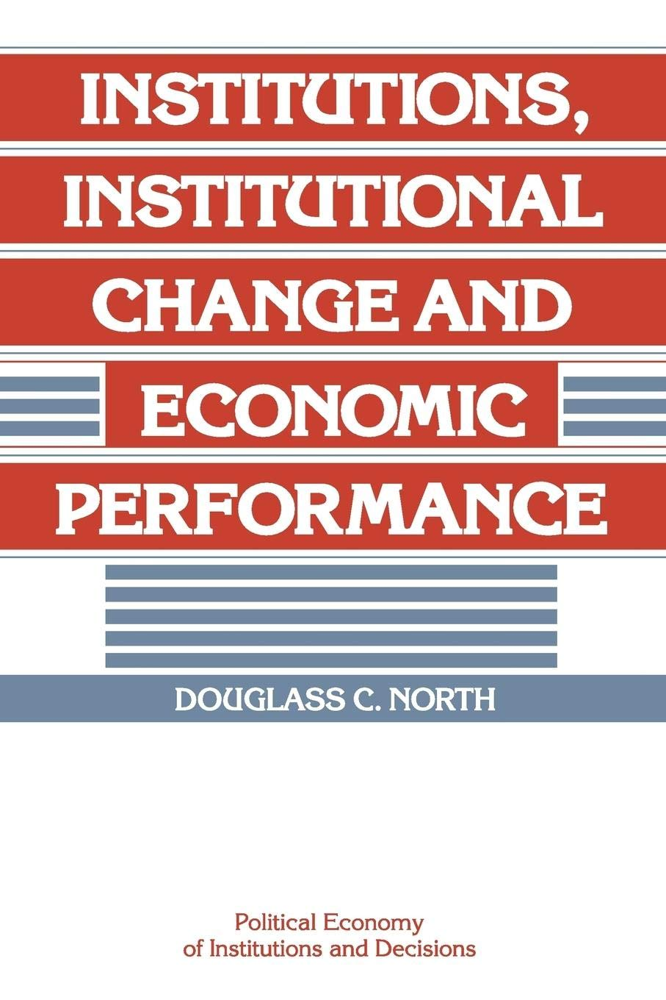 INSTITUTIONS,
INSTITUTIONAL
CHANGE AND
ECONOMIC
PERFORMANCE
DOUGLASS C. NORTH
Political Economy
of Institutions and Decisions